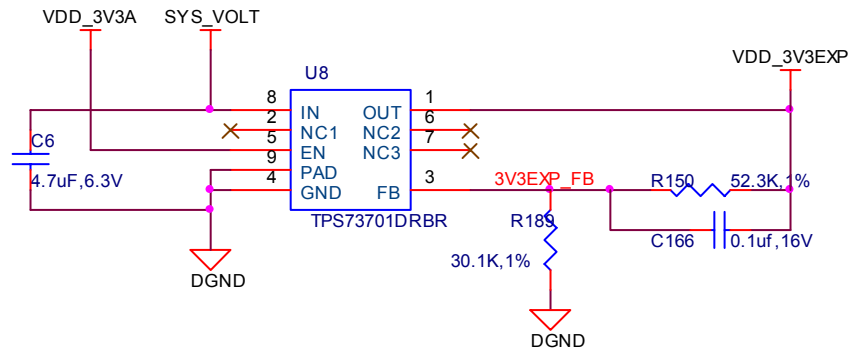 VDD_3V3A SYS_VOLT
VDD_3V3EXP
U8
8 IN OUT 1
2 NC1 NC2 6
5 EN NC3 7
9 PAD
4 GND FB 3
C6
4.7uF,6.3V
3V3EXP_FB
R150 52.3K,1%
TPS73701DRBR
R189
C166 0.1uf,16V
30.1K,1%
DGND
DGND